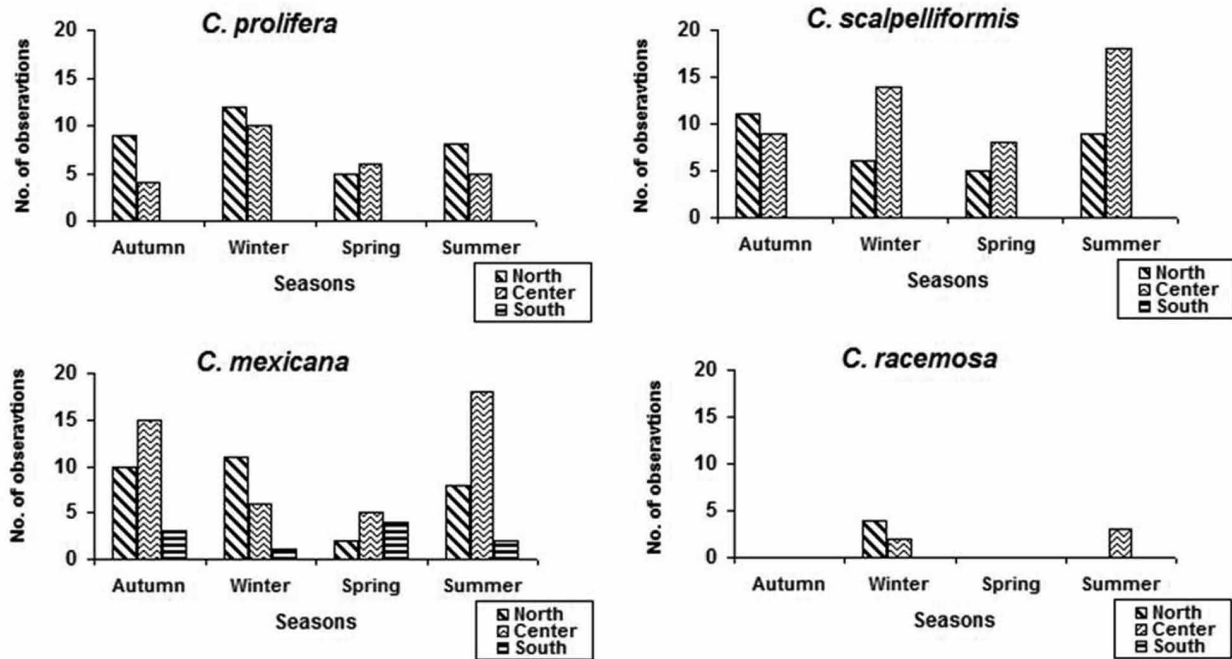 C. prolifera
No. of obseravtions
20
15
10
5
0
Autumn Winter Spring Summer
Seasons
North
Center
South
C. scalpelliformis
No. of obseravtions
20
15
10
5
0
Autumn Winter Spring Summer
Seasons
North
Center
South
C. mexicana
No. of obseravtions
20
15
10
5
0
Autumn Winter Spring Summer
Seasons
North
Center
South
C. racemosa
No. of obseravtions
20
15
10
5
0
Autumn Winter Spring Summer
Seasons
North
Center
South